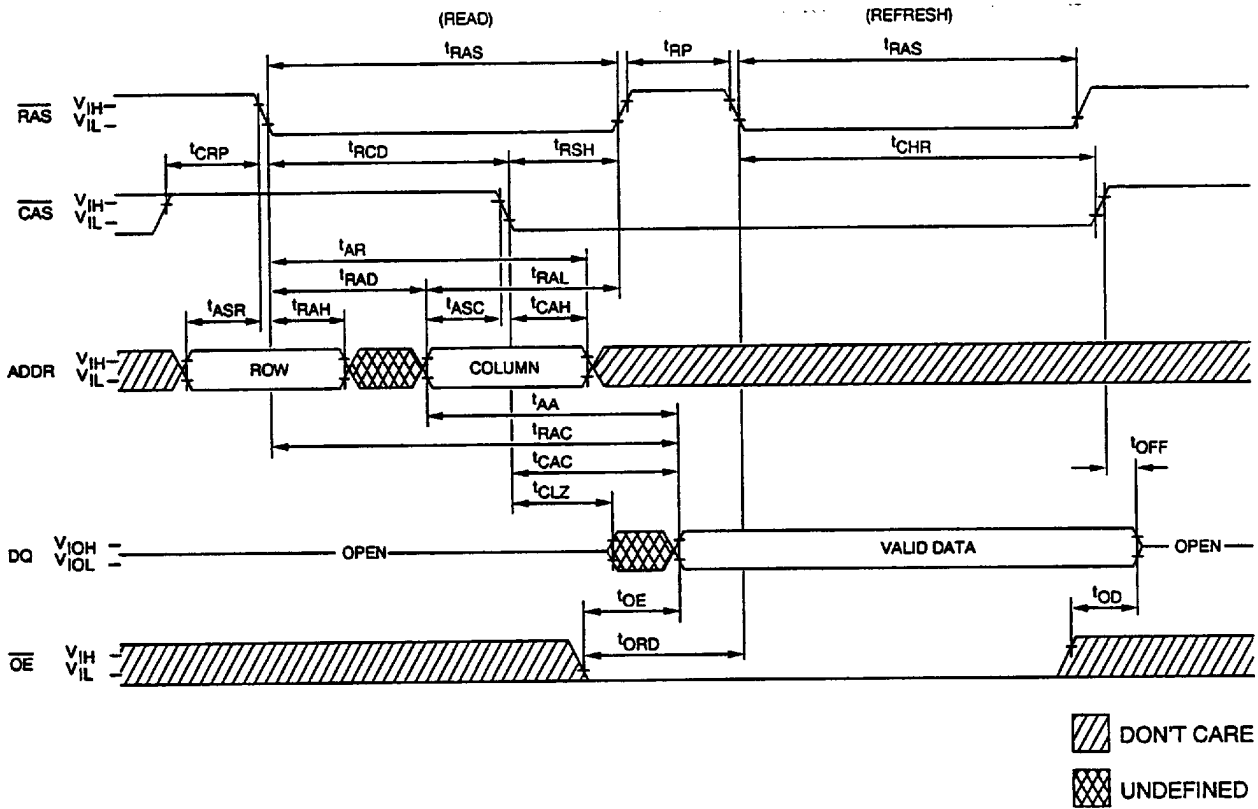 (READ) (REFRESH)
tRAS tRP tRAS
RAS VIH
VIL
tCRP tRCD tRSH tCHR
CAS VIH
VIL
tAR
tRAD tRAL
tASR tRAH tASC tCAH
ADDR VIH
VIL
ROW COLUMN
tAA
tRAC
tCAC
tOFF
tCLZ
DQ VIOH
VIOL
OPEN VALID DATA OPEN
tOE tOD
tORD
OE VIH
VIL
DON'T CARE
UNDEFINED